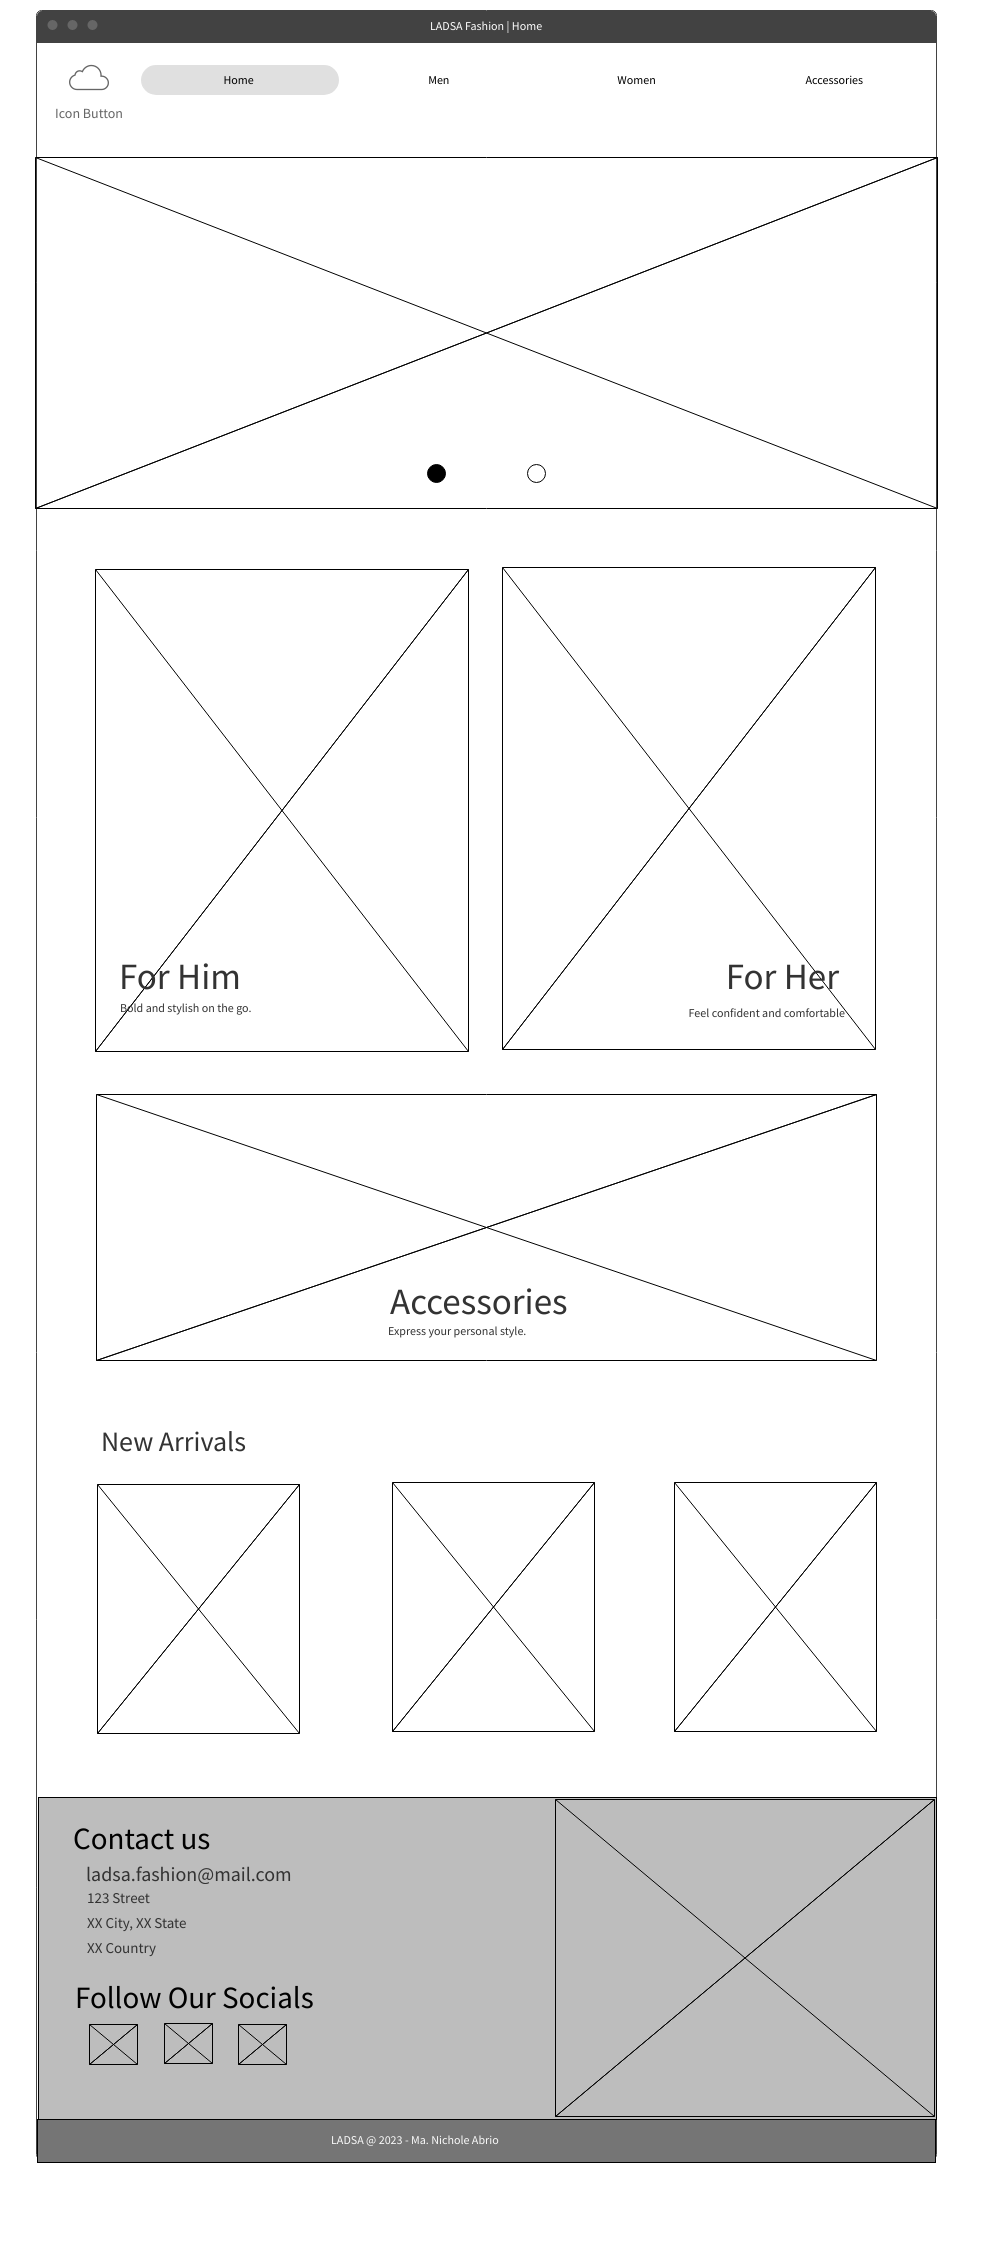 LADSA Fashion | Home
Home
Men
Women
Accessories
Icon Button
For Him
Bold and stylish on the go.
For Her
Feel confident and comfortable
Accessories
Express your personal style.
New Arrivals
Contact us
ladsa.fashion@mail.com
123 Street
XX City, XX State
XX Country
Follow Our Socials
LADSA @ 2023 - Ma. Nichole Abrio